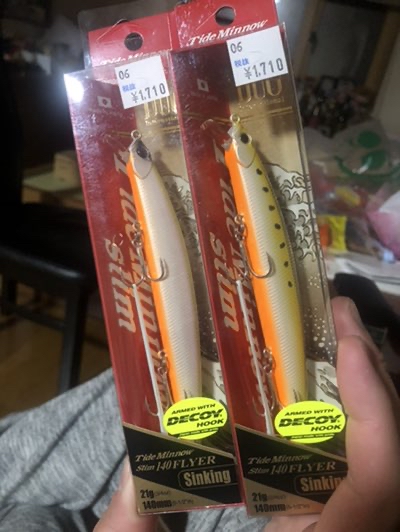 Tide Minnow
06
税抜
¥1,710
slim
ARMED WITH
DECOY
HOOK
Tide Minnow
Slim 140 FLYER
Sinking
21g
140mm
Tide Minnow
06
税抜
¥1,710
DUO
slim
ARMED WITH
DECOY
HOOK
Tide Minnow
Slim 140 FLYER
Sinking
21g
140mm